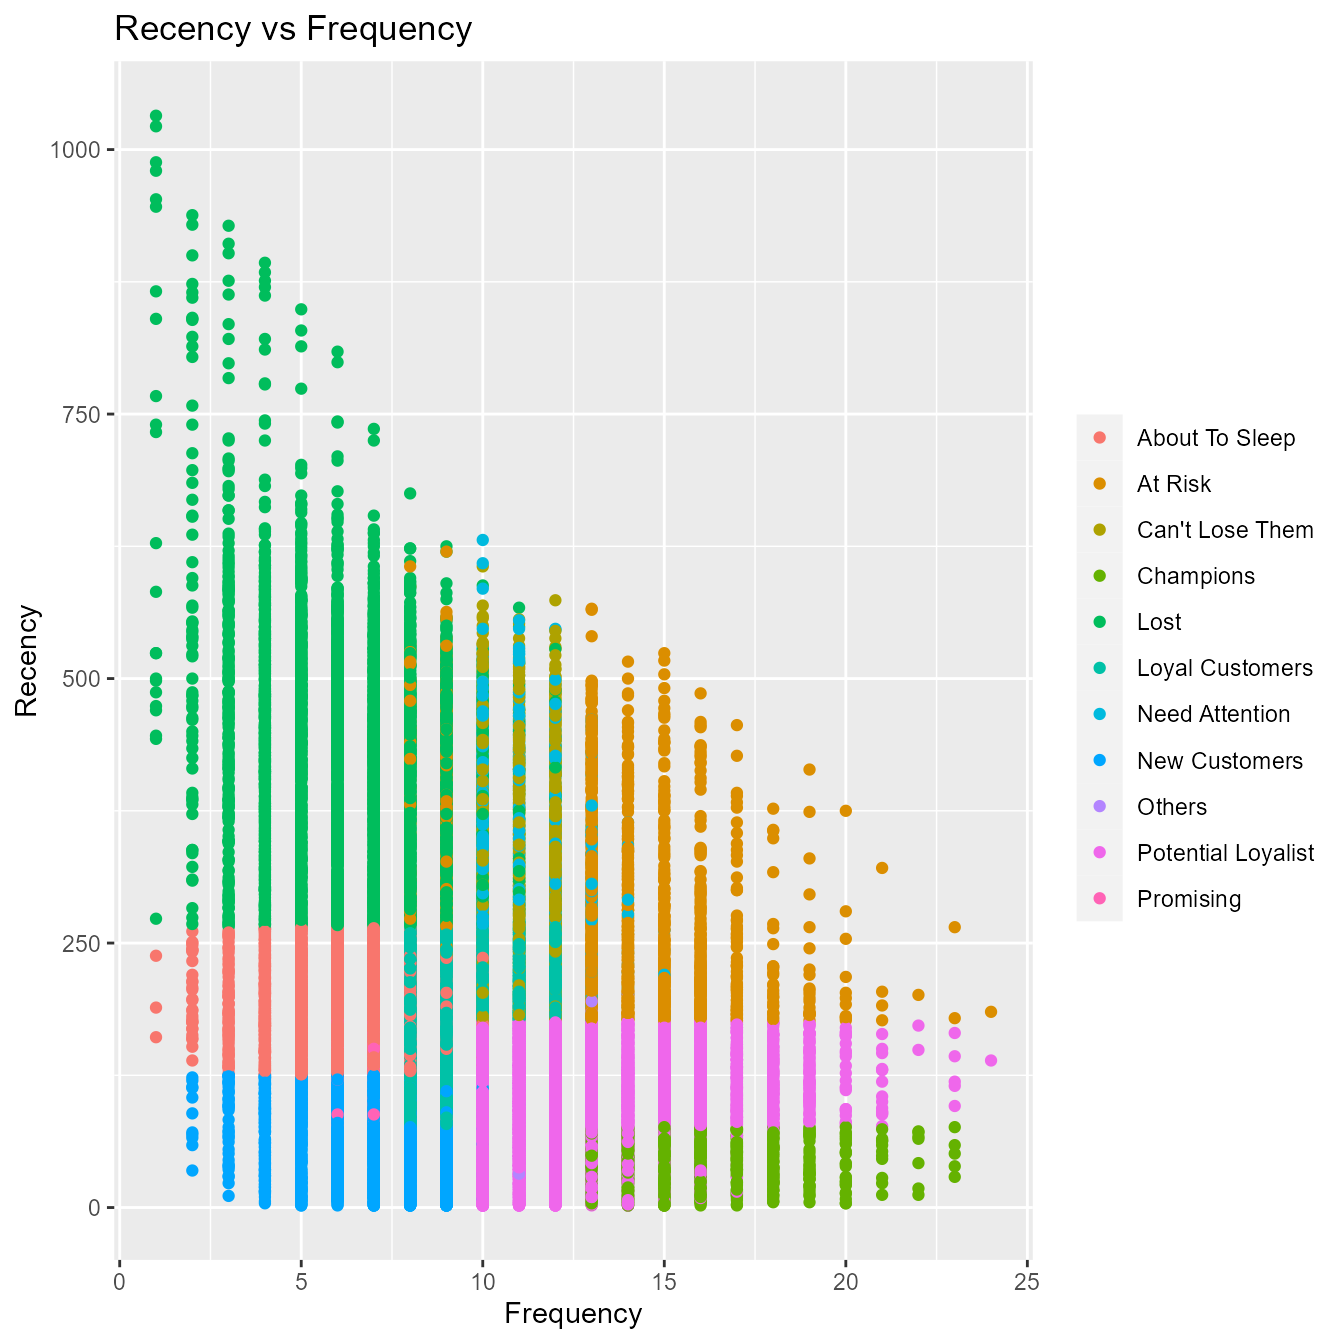 Recency vs Frequency
1000
750
500
250
0
Recency
0 5 10 15 20 25
Frequency
About To Sleep
At Risk
Can't Lose Them
Champions
Lost
Loyal Customers
Need Attention
New Customers
Others
Potential Loyalist
Promising